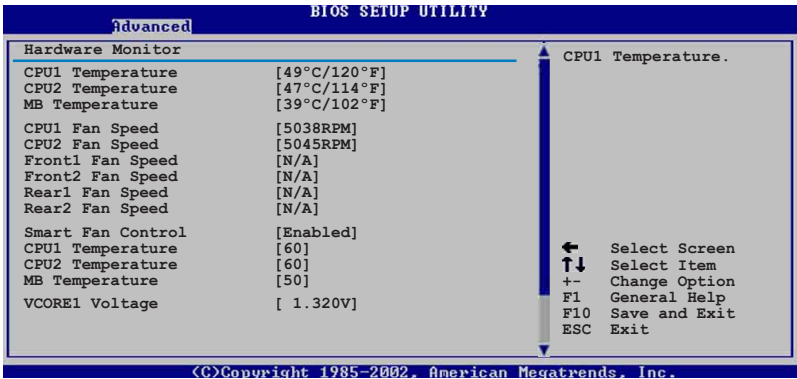 BIOS SETUP UTILITY
Advanced
Hardware Monitor
CPU1 Temperature [49°C/120°F]
CPU2 Temperature [47°C/114°F]
MB Temperature [39°C/102°F]
CPU1 Fan Speed [5038RPM]
CPU2 Fan Speed [5045RPM]
Front1 Fan Speed [N/A]
Front2 Fan Speed [N/A]
Rear1 Fan Speed [N/A]
Rear2 Fan Speed [N/A]
Smart Fan Control [Enabled]
CPU1 Temperature [60]
CPU2 Temperature [60]
MB Temperature [50]
VCORE1 Voltage [ 1.320V]
CPU1 Temperature.
← Select Screen
↑↓ Select Item
+- Change Option
F1 General Help
F10 Save and Exit
ESC Exit
(C)Copyright 1985-2002, American Megatrends, Inc.